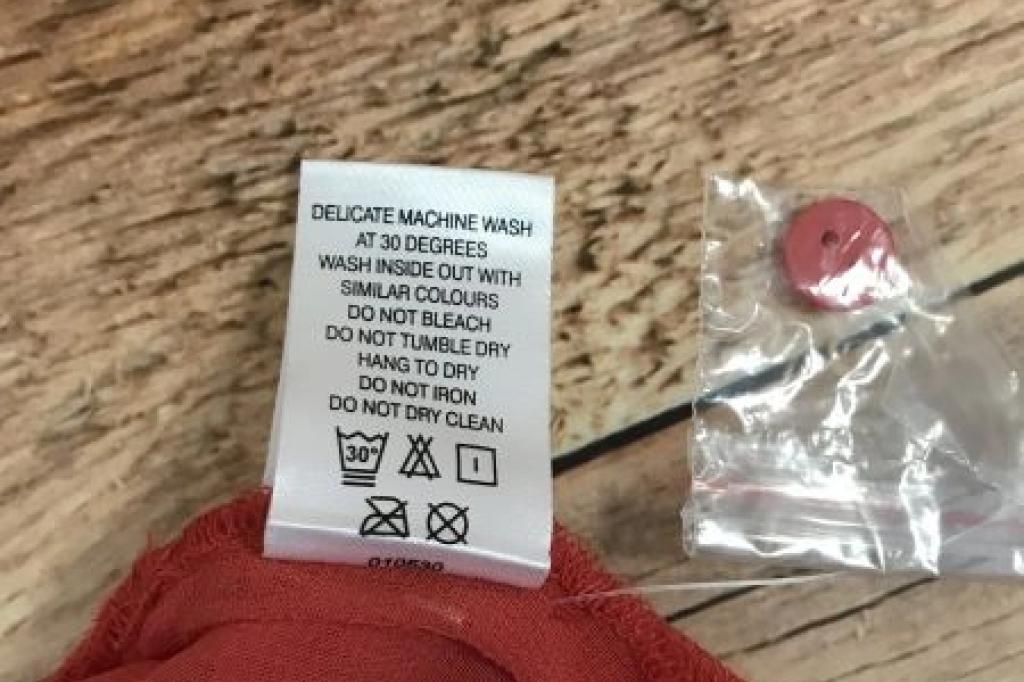 DELICATE MACHINE WASH
AT 30 DEGREES
WASH INSIDE OUT WITH
SIMILAR COLOURS
DO NOT BLEACH
DO NOT TUMBLE DRY
HANG TO DRY
DO NOT IRON
DO NOT DRY CLEAN
30°
010530